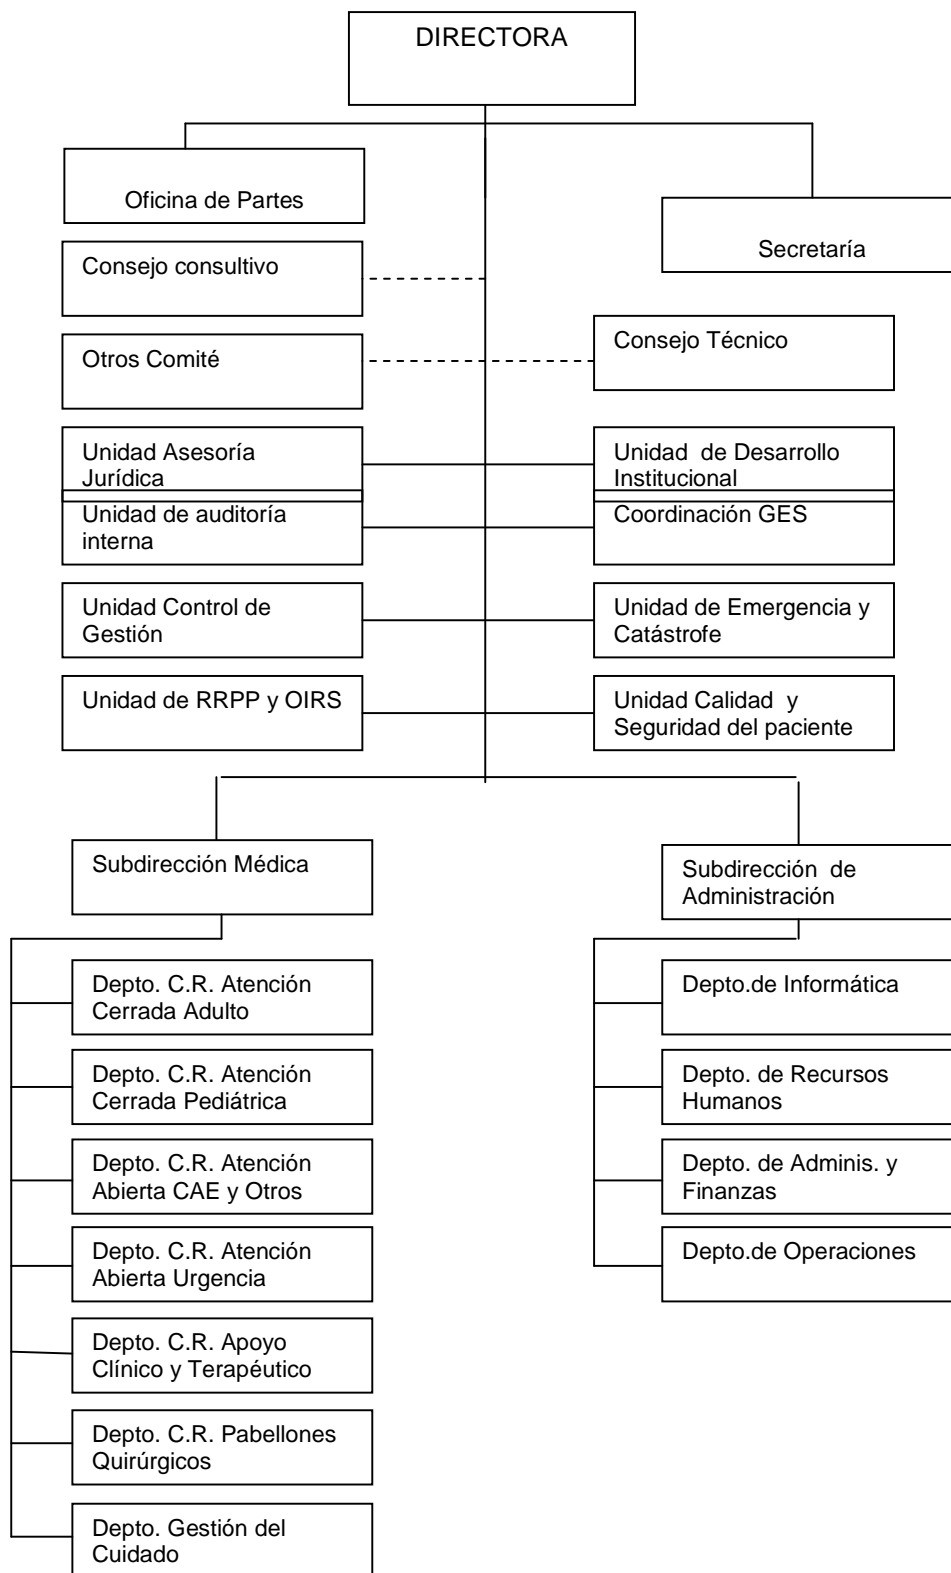 DIRECTORA
Oficina de Partes
Secretaría
Consejo consultivo
Otros Comité
Consejo Técnico
Unidad Asesoría
Jurídica
Unidad de Desarrollo
Institucional
Unidad de auditoría
interna
Coordinación GES
Unidad Control de
Gestión
Unidad de Emergencia y
Catástrofe
Unidad de RRPP y OIRS
Unidad Calidad y
Seguridad del paciente
Subdirección Médica
Subdirección de
Administración
Depto. C.R. Atención
Cerrada Adulto
Depto. C.R. Atención
Cerrada Pediátrica
Depto. C.R. Atención
Abierta CAE y Otros
Depto. C.R. Atención
Abierta Urgencia
Depto. C.R. Apoyo
Clínico y Terapéutico
Depto. C.R. Pabellones
Quirúrgicos
Depto. Gestión del
Cuidado
Depto.de Informática
Depto. de Recursos
Humanos
Depto. de Adminis. y
Finanzas
Depto.de Operaciones